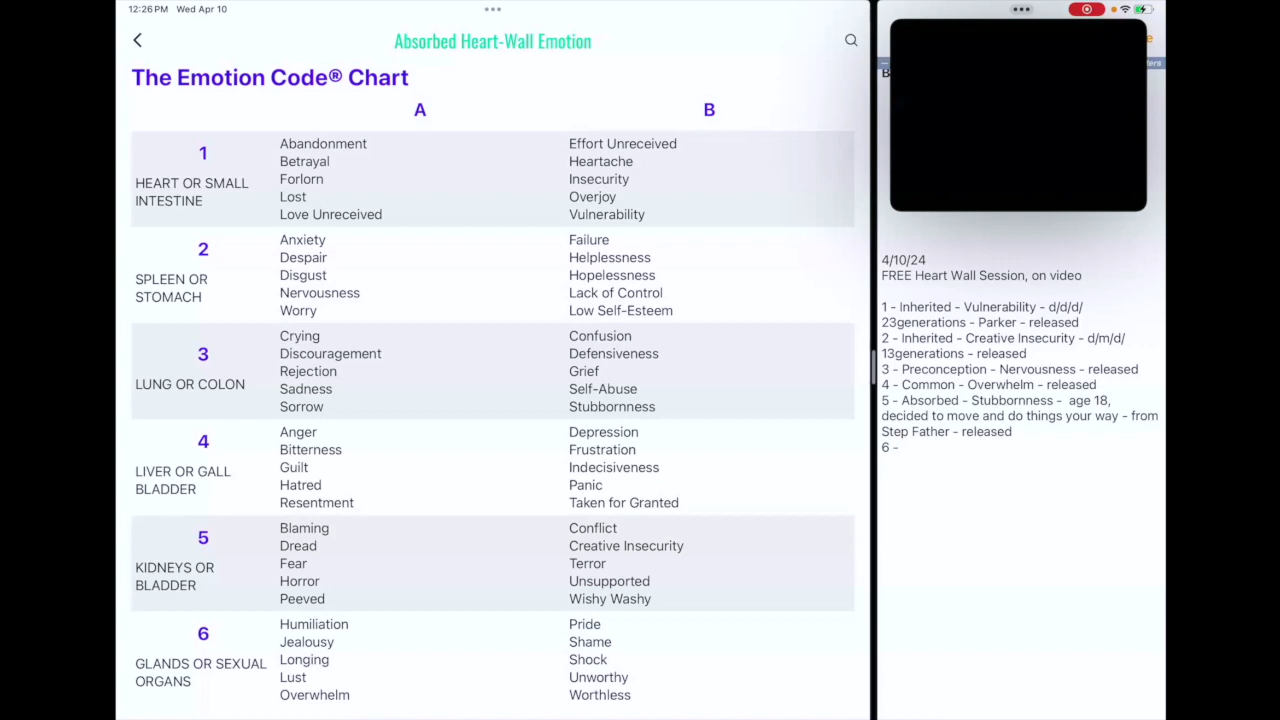 12:26 PM Wed Apr 10
Absorbed Heart-Wall Emotion
The Emotion Code® Chart
A B
1
HEART OR SMALL
INTESTINE
Abandonment
Betrayal
Forlorn
Lost
Love Unreceived
Effort Unreceived
Heartache
Insecurity
Overjoy
Vulnerability
2
SPLEEN OR
STOMACH
Anxiety
Despair
Disgust
Nervousness
Worry
Failure
Helplessness
Hopelessness
Lack of Control
Low Self-Esteem
3
LUNG OR COLON
Crying
Discouragement
Rejection
Sadness
Sorrow
Confusion
Defensiveness
Grief
Self-Abuse
Stubbornness
4
LIVER OR GALL
BLADDER
Anger
Bitterness
Guilt
Hatred
Resentment
Depression
Frustration
Indecisiveness
Panic
Taken for Granted
5
KIDNEYS OR
BLADDER
Blaming
Dread
Fear
Horror
Peeved
Conflict
Creative Insecurity
Terror
Unsupported
Wishy Washy
6
GLANDS OR SEXUAL
ORGANS
Humiliation
Jealousy
Longing
Lust
Overwhelm
Pride
Shame
Shock
Unworthy
Worthless
4/10/24
FREE Heart Wall Session, on video
1 - Inherited - Vulnerability - d/d/d/
23generations - Parker - released
2 - Inherited - Creative Insecurity - d/m/d/
13generations - released
3 - Preconception - Nervousness - released
4 - Common - Overwhelm - released
5 - Absorbed - Stubbornness - age 18,
decided to move and do things your way - from
Step Father - released
6 -